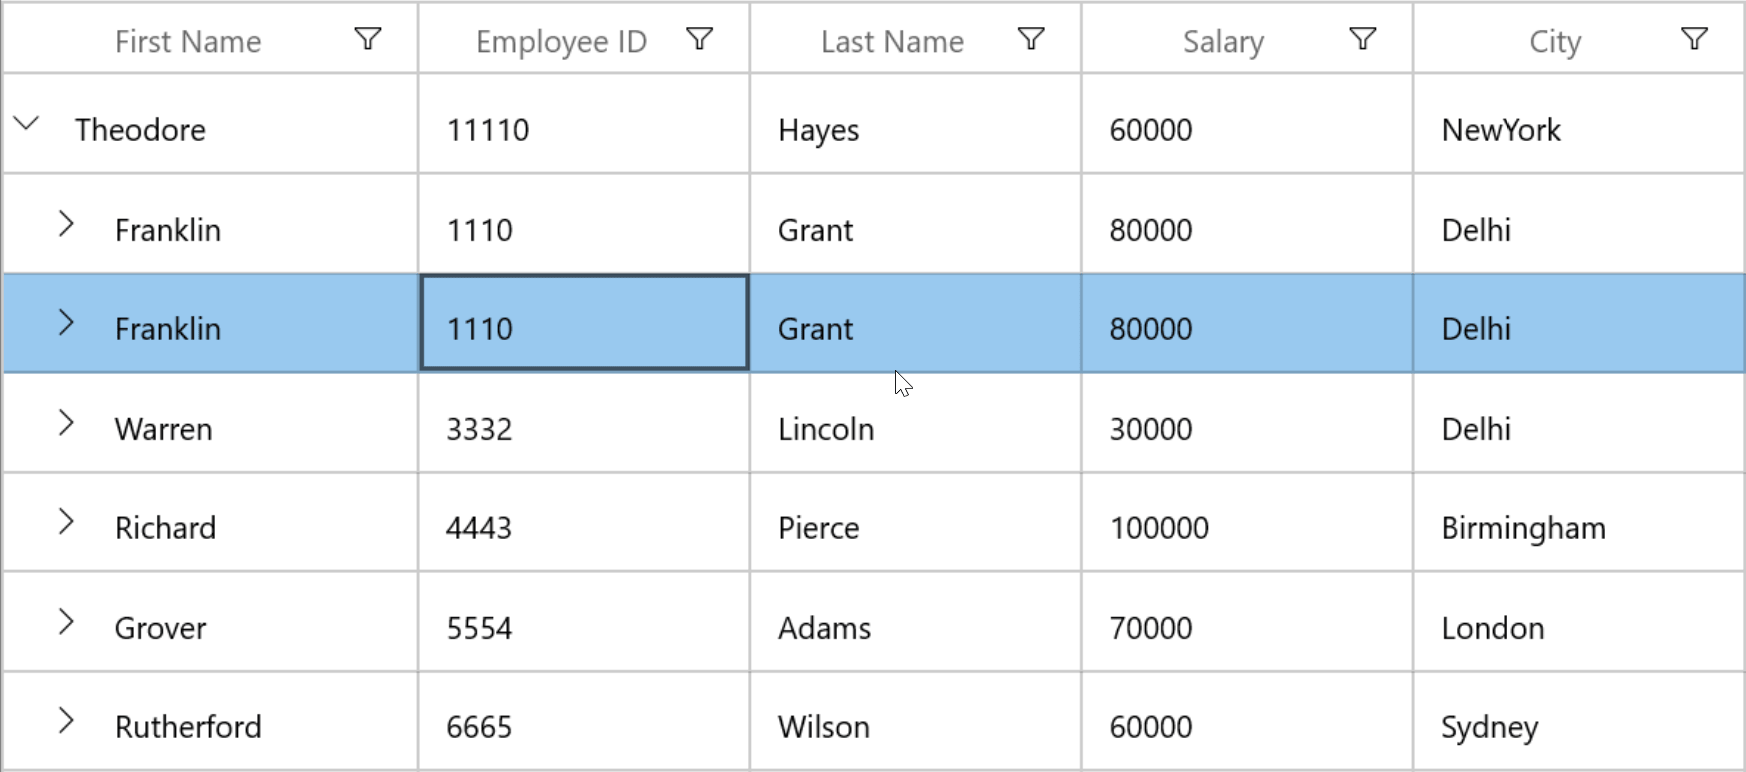 First Name Employee ID Last Name Salary City
Theodore 11110 Hayes 60000 NewYork
Franklin 1110 Grant 80000 Delhi
Franklin 1110 Grant 80000 Delhi
Warren 3332 Lincoln 30000 Delhi
Richard 4443 Pierce 100000 Birmingham
Grover 5554 Adams 70000 London
Rutherford 6665 Wilson 60000 Sydney